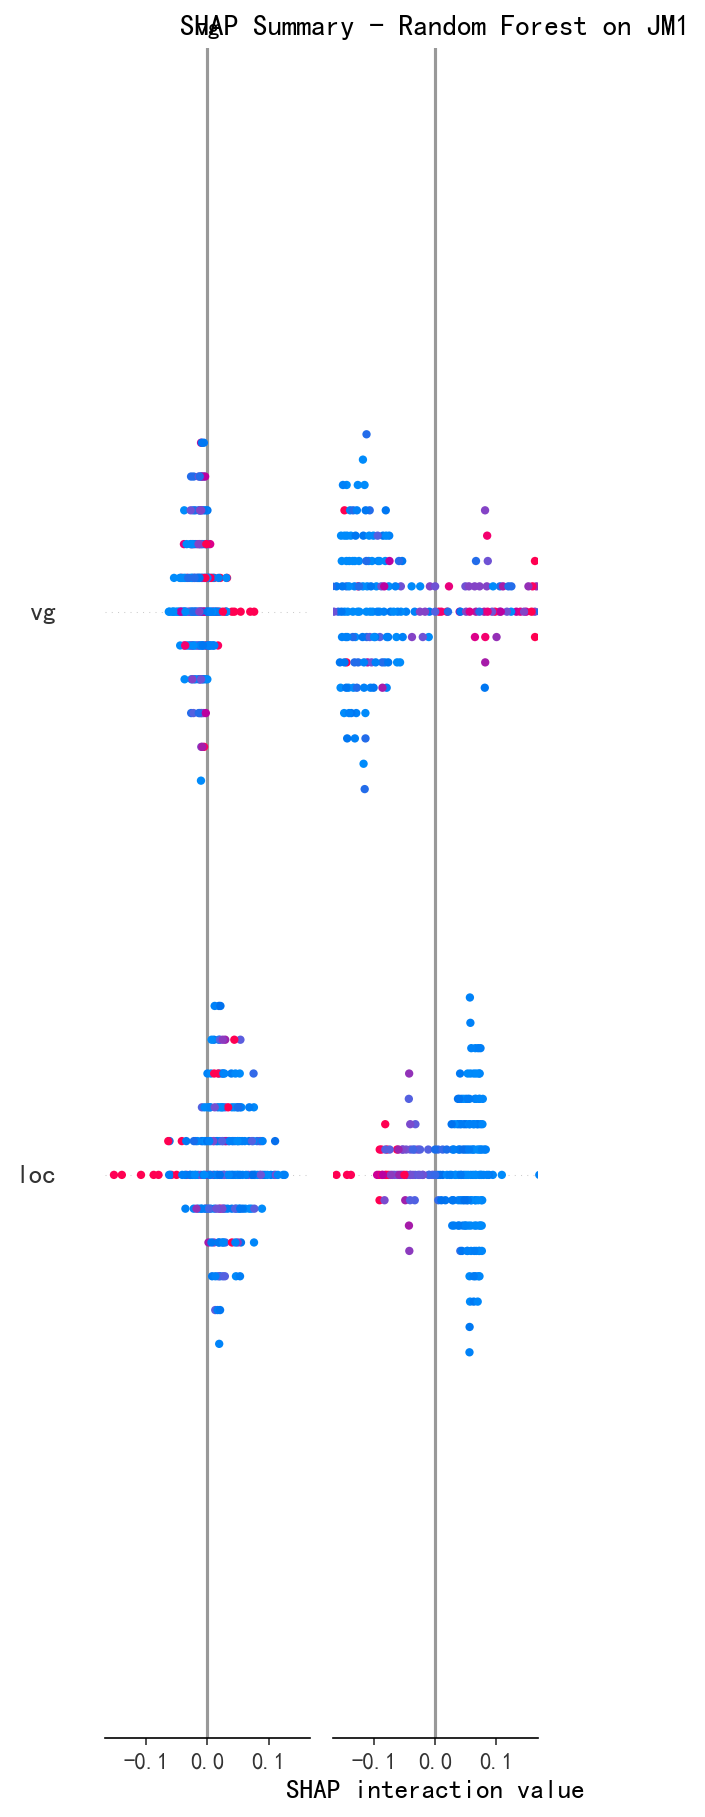 SHAP Summary - Random Forest on JM1
vg
vg
loc
-0.1 0.0 0.1 -0.1 0.0 0.1
SHAP interaction value